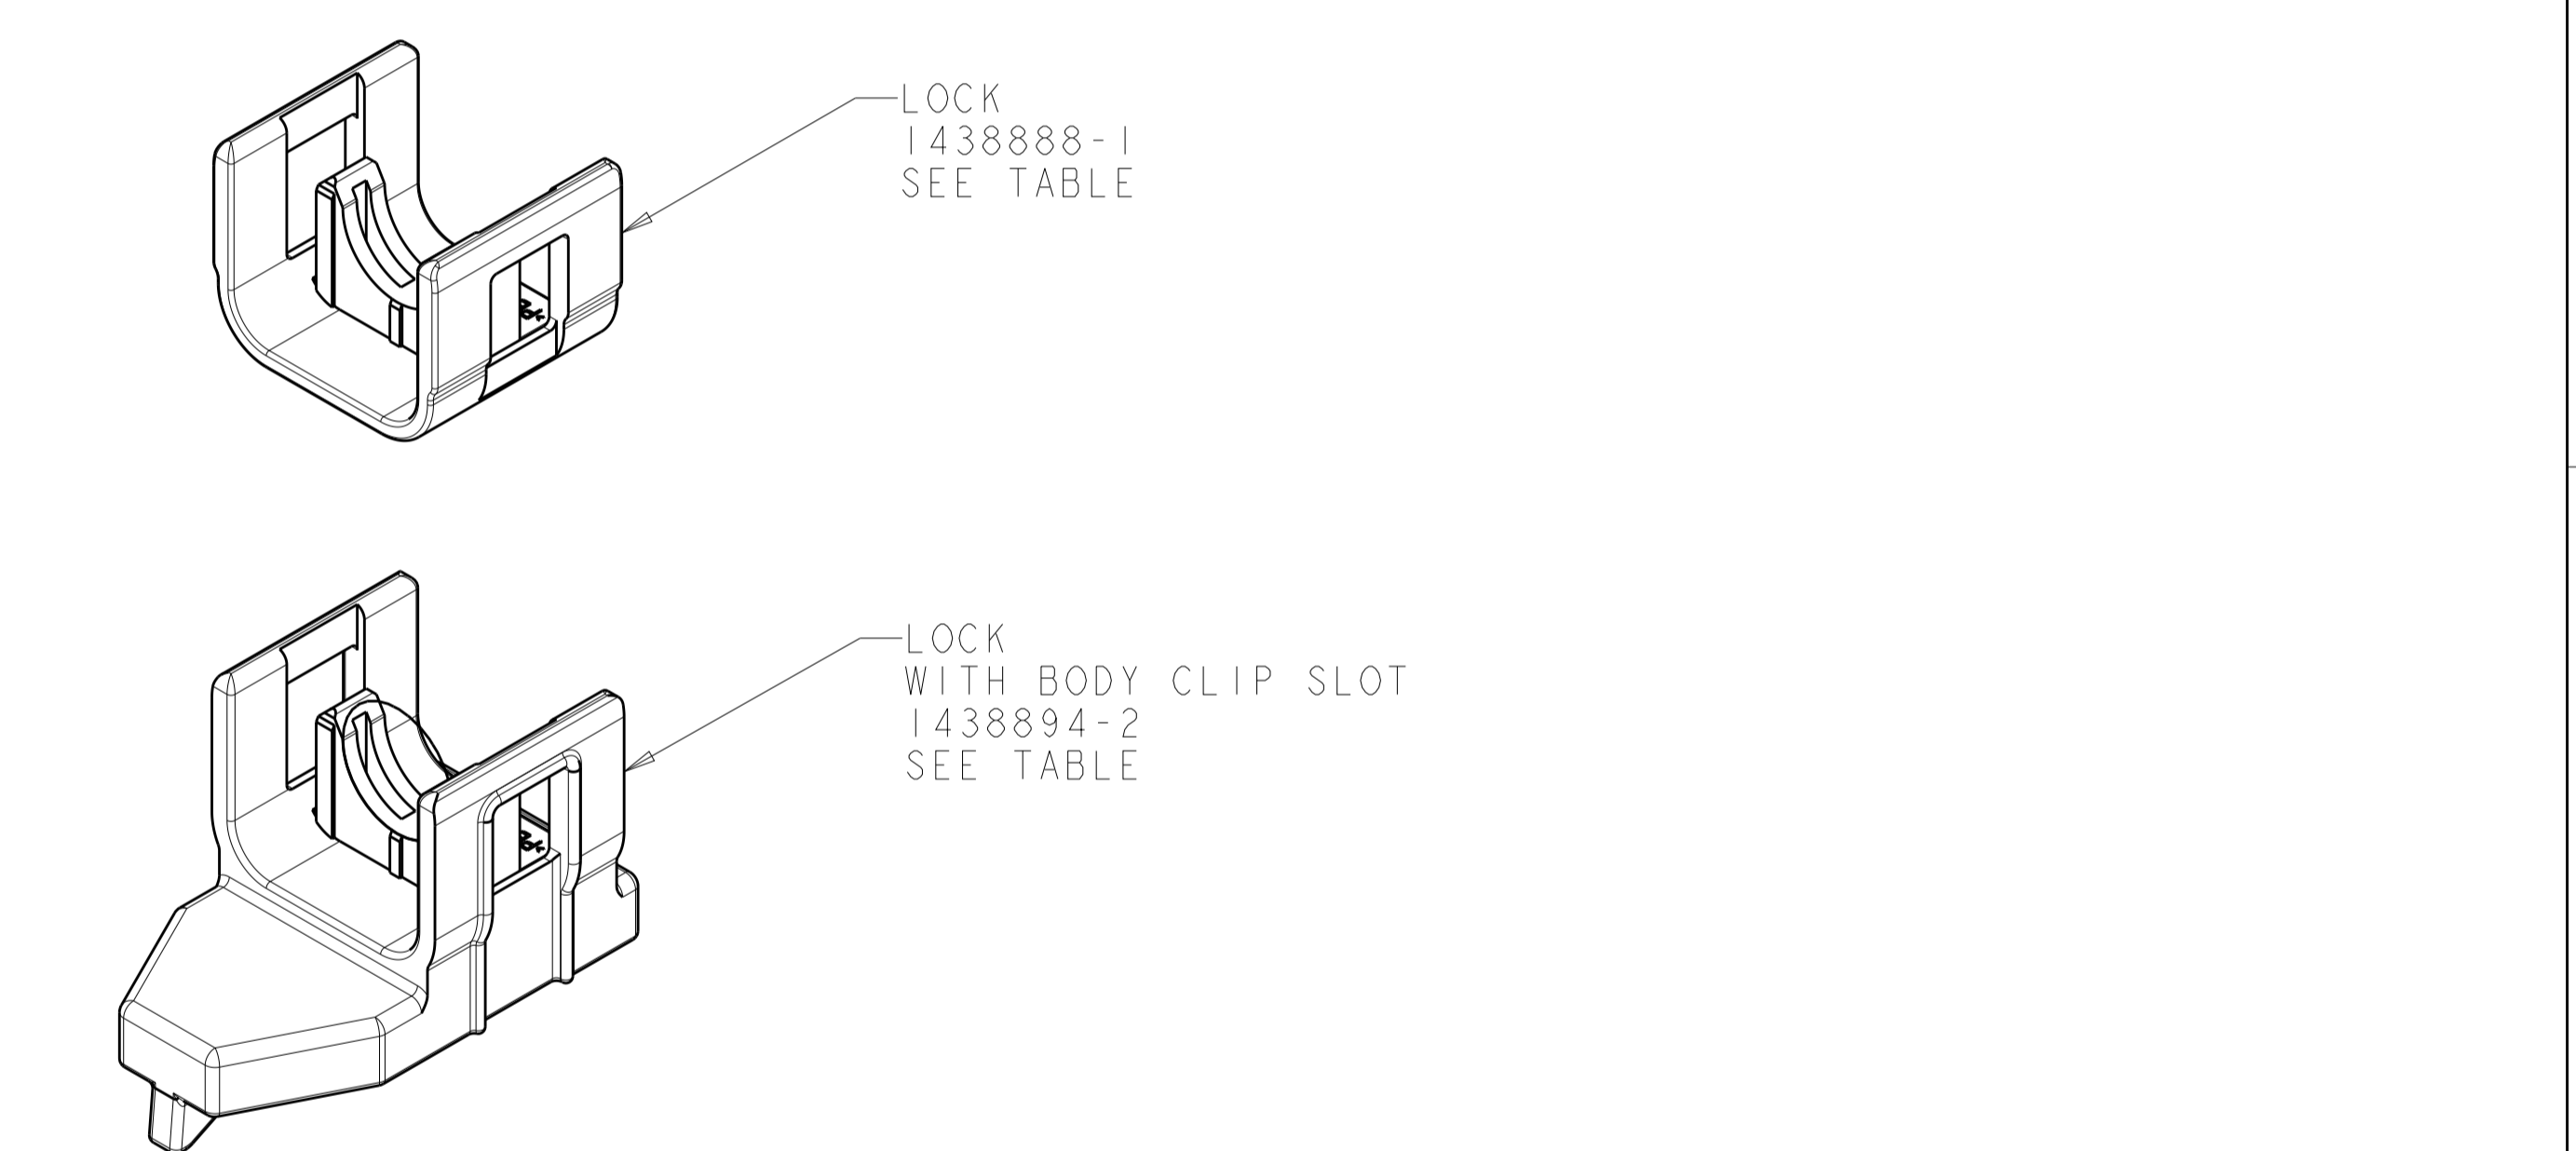 LOCK
1438888-1
SEE TABLE
LOCK
WITH BODY CLIP SLOT
1438894-2
SEE TABLE